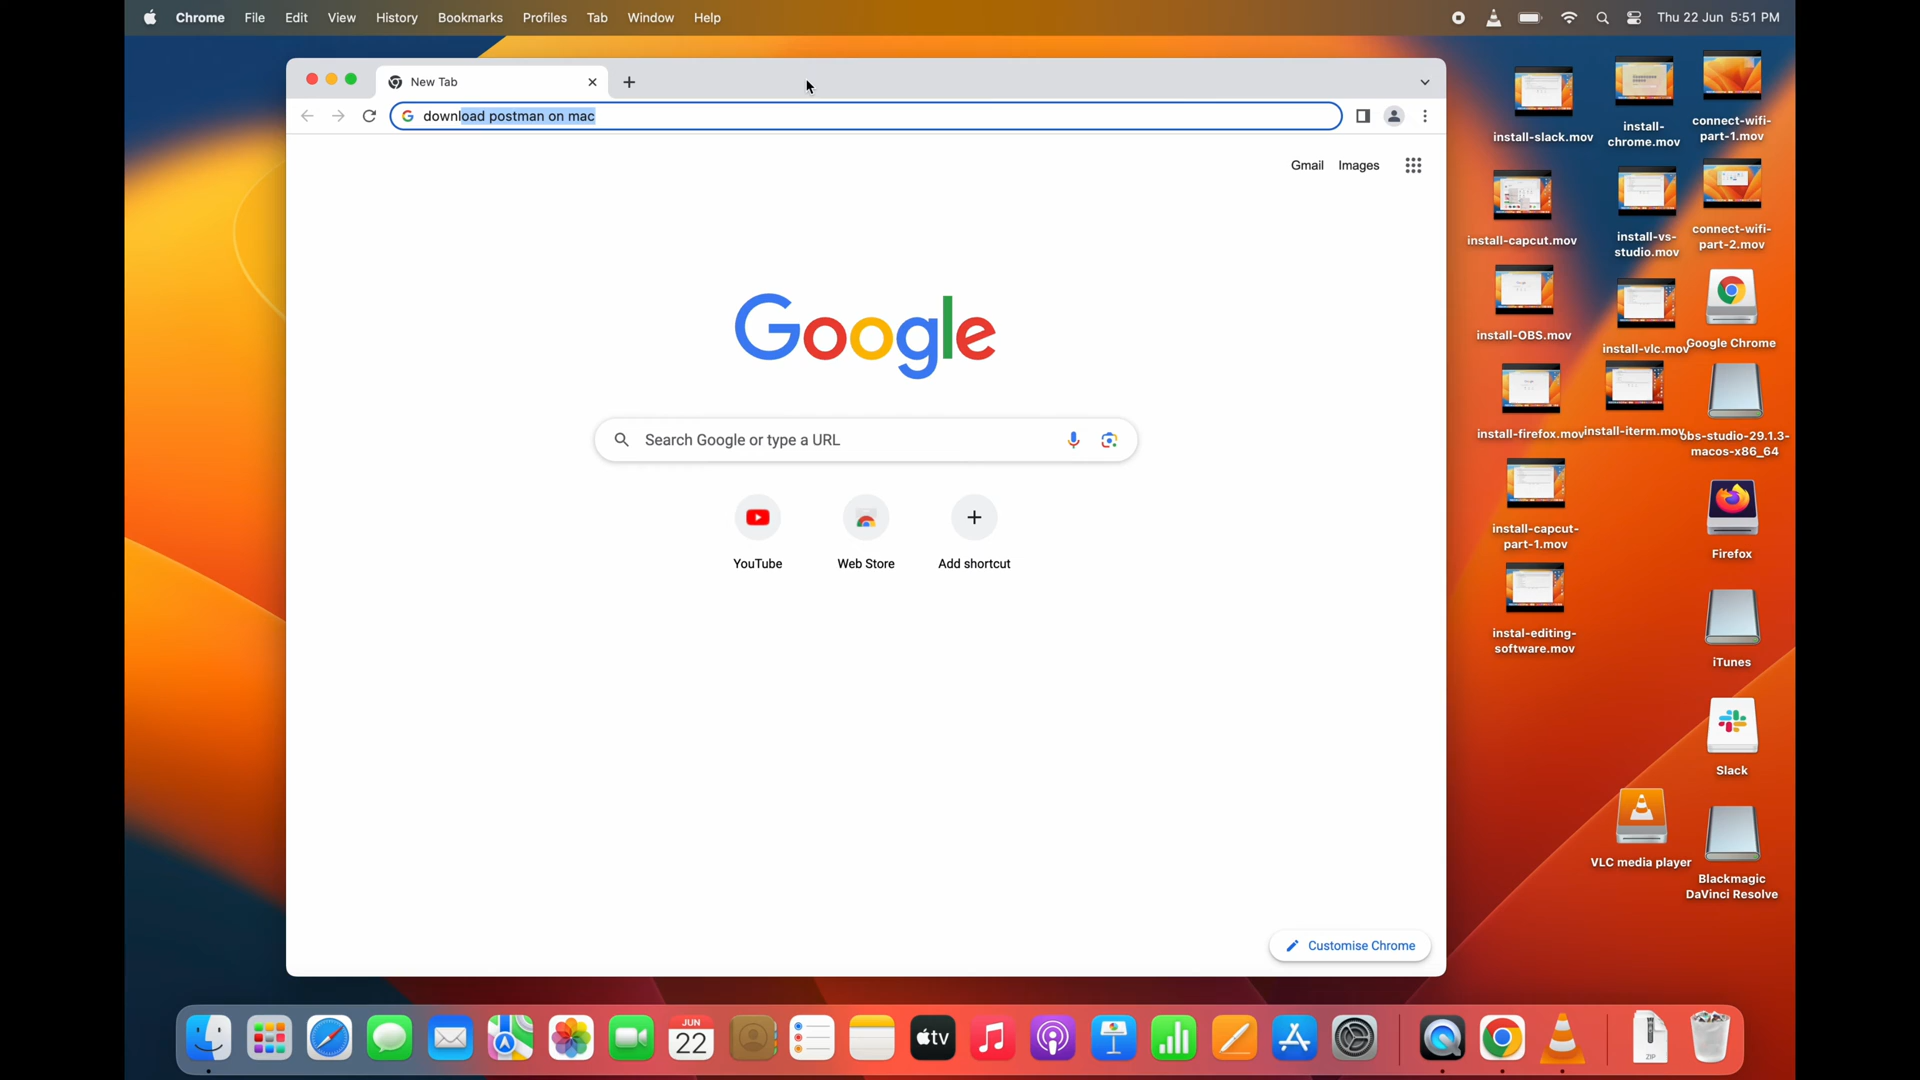 Chrome File Edit View History Bookmarks Profiles Tab Window Help
Thu 22 Jun 5:51 PM
New Tab
download postman on mac
Gmail Images
Google
Search Google or type a URL
YouTube
Web Store
Add shortcut
Customise Chrome
install-slack.mov
install-
chrome.mov
connect-wifi-
part-1.mov
install-capcut.mov
install-vs-
studio.mov
connect-wifi-
part-2.mov
install-OBS.mov
install-vlc.mov
Google Chrome
install-firefox.mov
install-iterm.mov
obs-studio-29.1.3-
macos-x86_64
install-capcut-
part-1.mov
Firefox
instal-editing-
software.mov
iTunes
Slack
VLC media player
Blackmagic
DaVinci Resolve
JUN
22
tv
ZIP